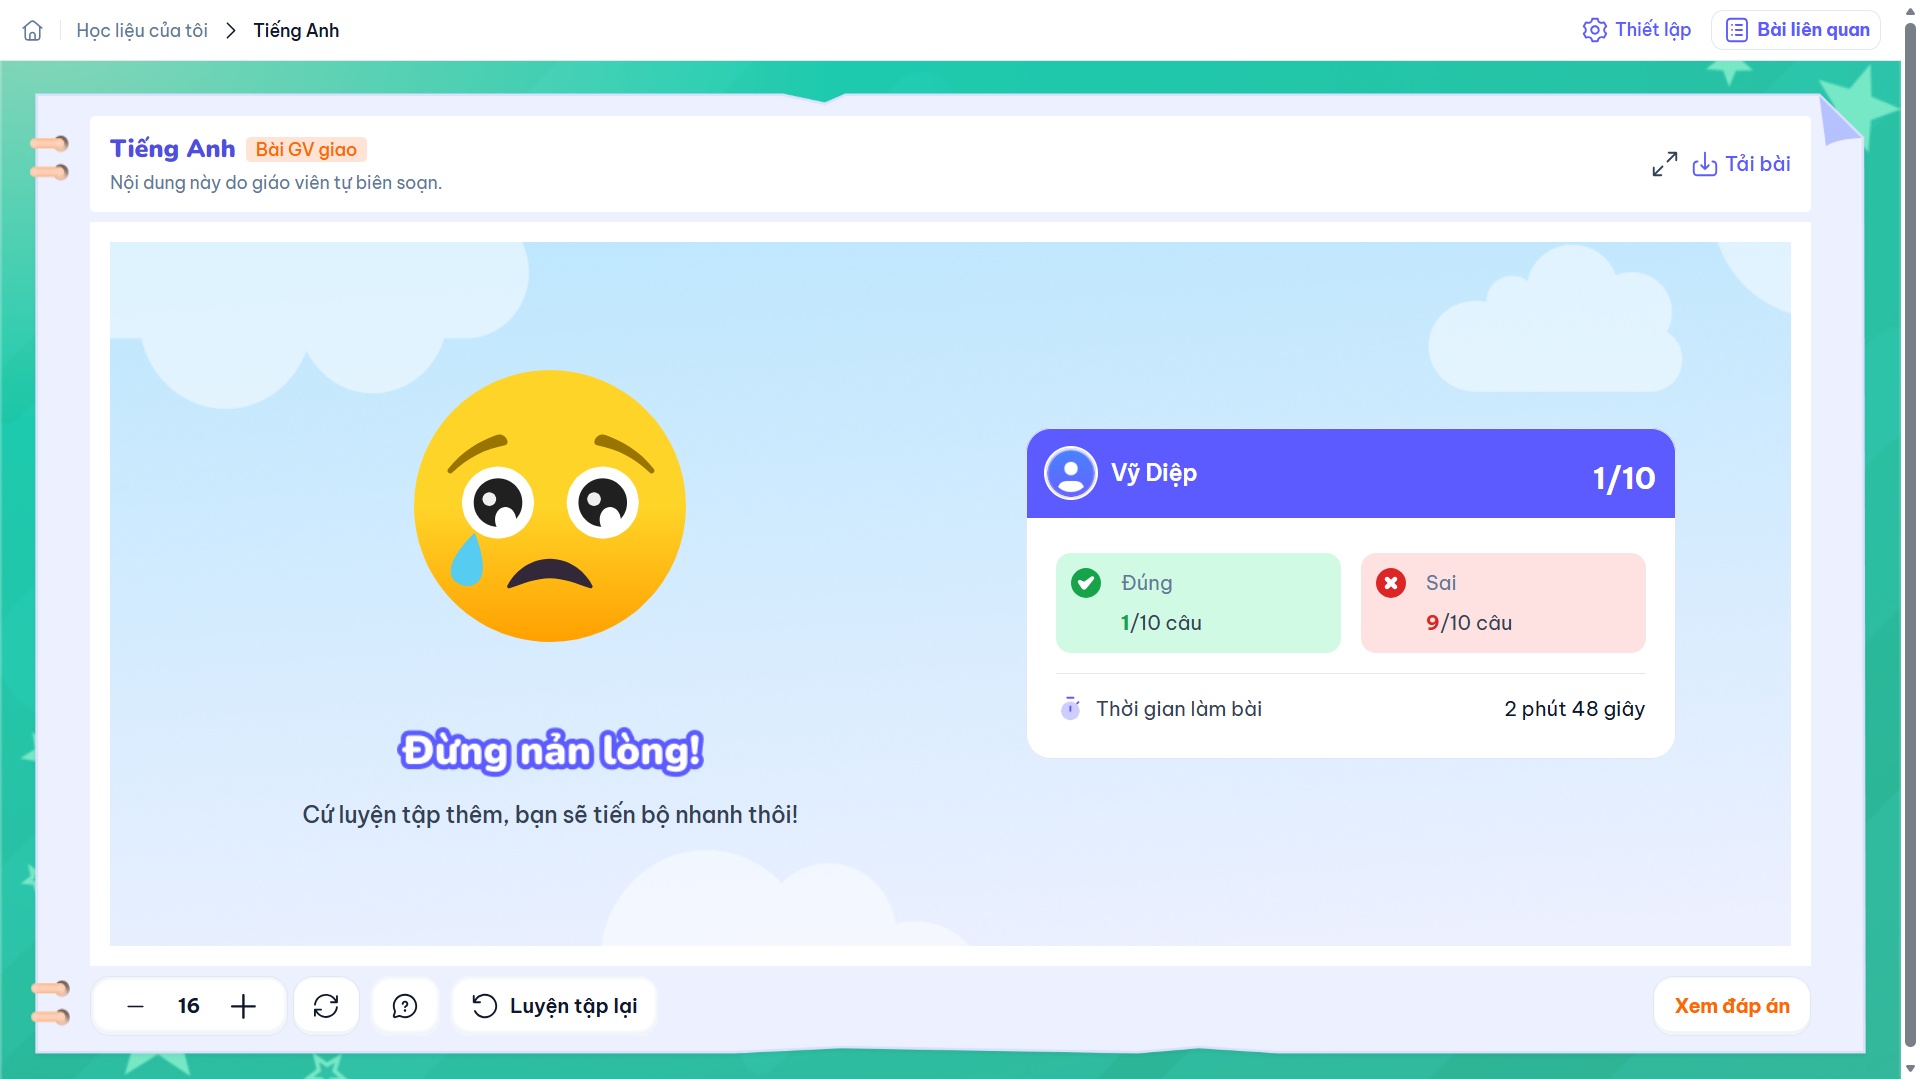 Học liệu của tôi
Tiếng Anh
Thiết lập
Bài liên quan
Tiếng Anh
Bài GV giao
Nội dung này do giáo viên tự biên soạn.
Tải bài
Vỹ Diệp
1/10
Đúng
1/10 câu
Sai
9/10 câu
Thời gian làm bài
2 phút 48 giây
Đừng nản lòng!
Cứ luyện tập thêm, bạn sẽ tiến bộ nhanh thôi!
16
Luyện tập lại
Xem đáp án